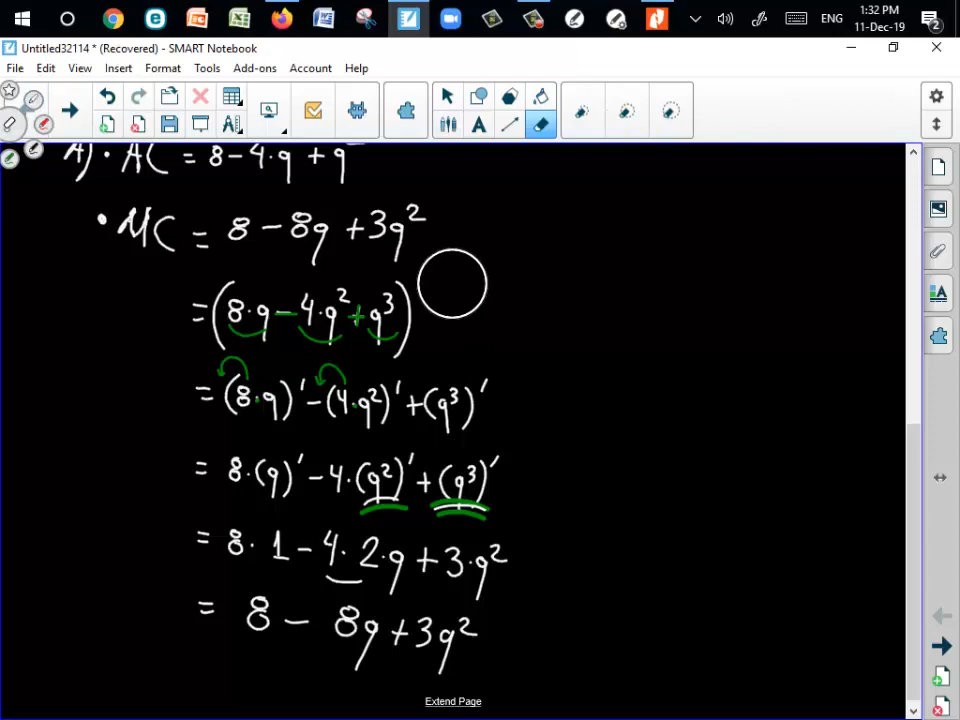 1:32 PM
ENG
11-Dec-19
2
Untitled32114 * (Recovered) - SMART Notebook
File Edit View Insert Format Tools Add-ons Account Help
A) • AC = 8 - 4·q + q
• MC = 8 - 8q + 3q²
= (8·q - 4·q² + q³)
= (8·q)' - (4·q²)' + (q³)'
= 8·(q)' - 4·(q²)' + (q³)'
= 8·1 - 4·2·q + 3·q²
= 8 - 8q + 3q²
Extend Page